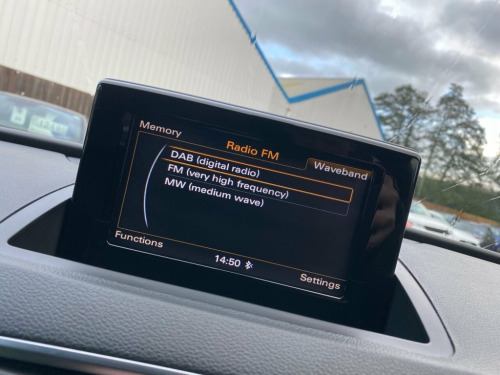 Memory
Radio FM
Waveband
DAB (digital radio)
FM (very high frequency)
MW (medium wave)
Functions
14:50
Settings